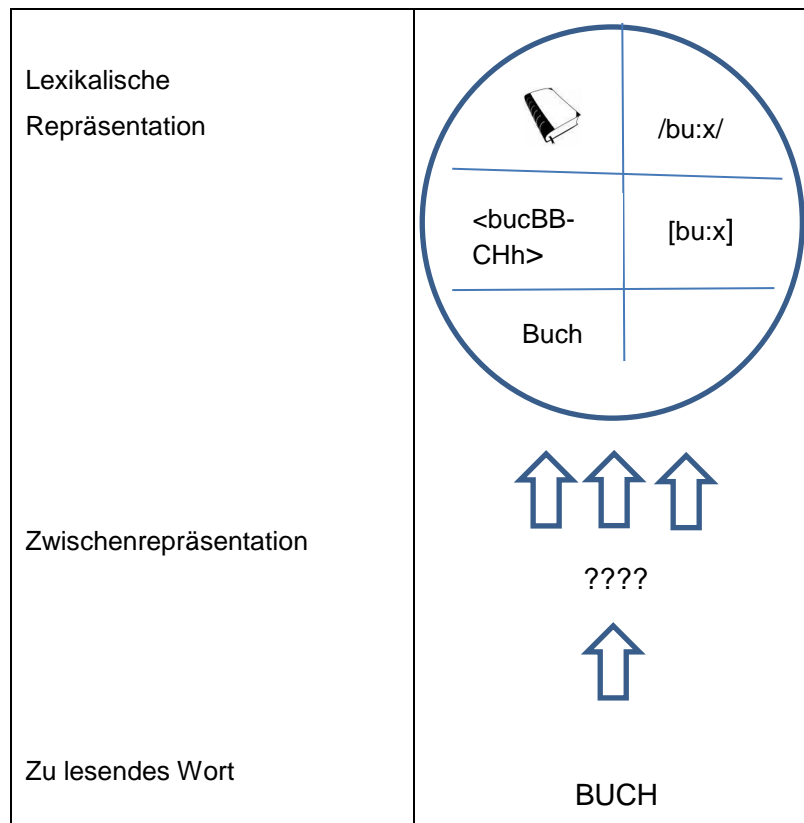 Lexikalische
Repräsentation
/bu:x/
<bucBB-
CHh>
[bu:x]
Buch
Zwischenrepräsentation
????
Zu lesendes Wort
BUCH